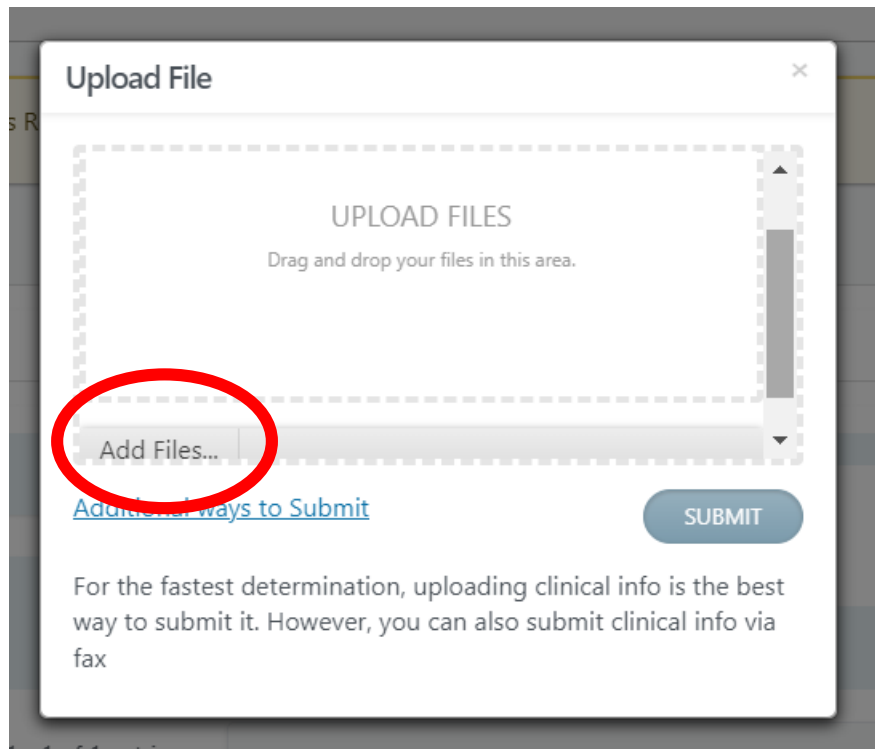 Upload File
×
s R
UPLOAD FILES
Drag and drop your files in this area.
Add Files...
Additional Ways to Submit
SUBMIT
For the fastest determination, uploading clinical info is the best
way to submit it. However, you can also submit clinical info via
fax